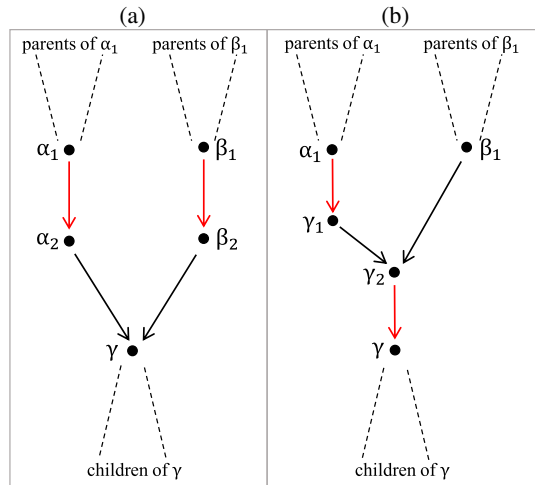 (a)
(b)
parents of α₁
parents of β₁
parents of α₁
parents of β₁
α₁
β₁
α₁
β₁
γ₁
α₂
β₂
γ₂
γ
γ
children of γ
children of γ